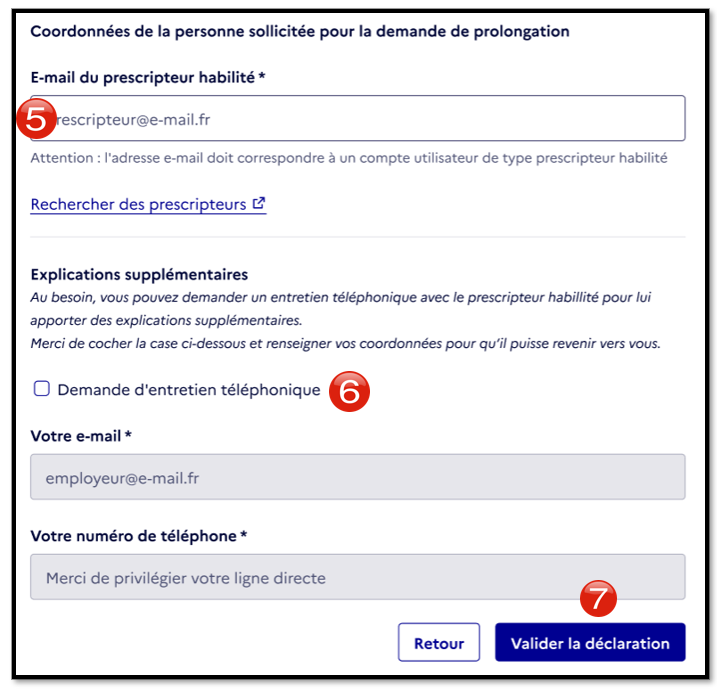 Coordonnées de la personne sollicitée pour la demande de prolongation
E-mail du prescripteur habilité *
5
rescripteur@e-mail.fr
Attention : l'adresse e-mail doit correspondre à un compte utilisateur de type prescripteur habilité
Rechercher des prescripteurs
Explications supplémentaires
Au besoin, vous pouvez demander un entretien téléphonique avec le prescripteur habillité pour lui
apporter des explications supplémentaires.
Merci de cocher la case ci-dessous et renseigner vos coordonnées pour qu’il puisse revenir vers vous.
Demande d'entretien téléphonique 6
Votre e-mail *
employeur@e-mail.fr
Votre numéro de téléphone *
Merci de privilégier votre ligne directe
7
Retour Valider la déclaration